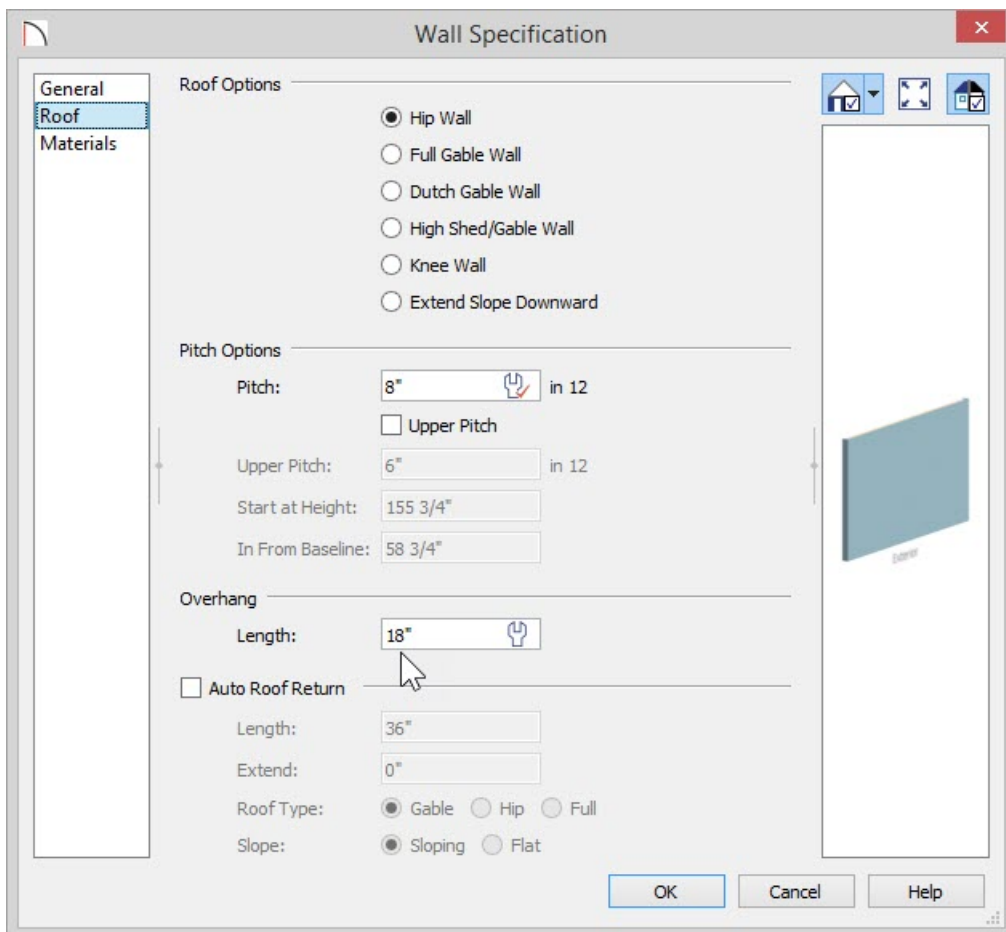 Wall Specification
General
Roof
Materials
Roof Options
Hip Wall
Full Gable Wall
Dutch Gable Wall
High Shed/Gable Wall
Knee Wall
Extend Slope Downward
Pitch Options
Pitch: 8" in 12
Upper Pitch
Upper Pitch: 6" in 12
Start at Height: 155 3/4"
In From Baseline: 58 3/4"
Overhang
Length: 18"
Auto Roof Return
Length: 36"
Extend: 0"
Roof Type: Gable Hip Full
Slope: Sloping Flat
Exterior
OK Cancel Help